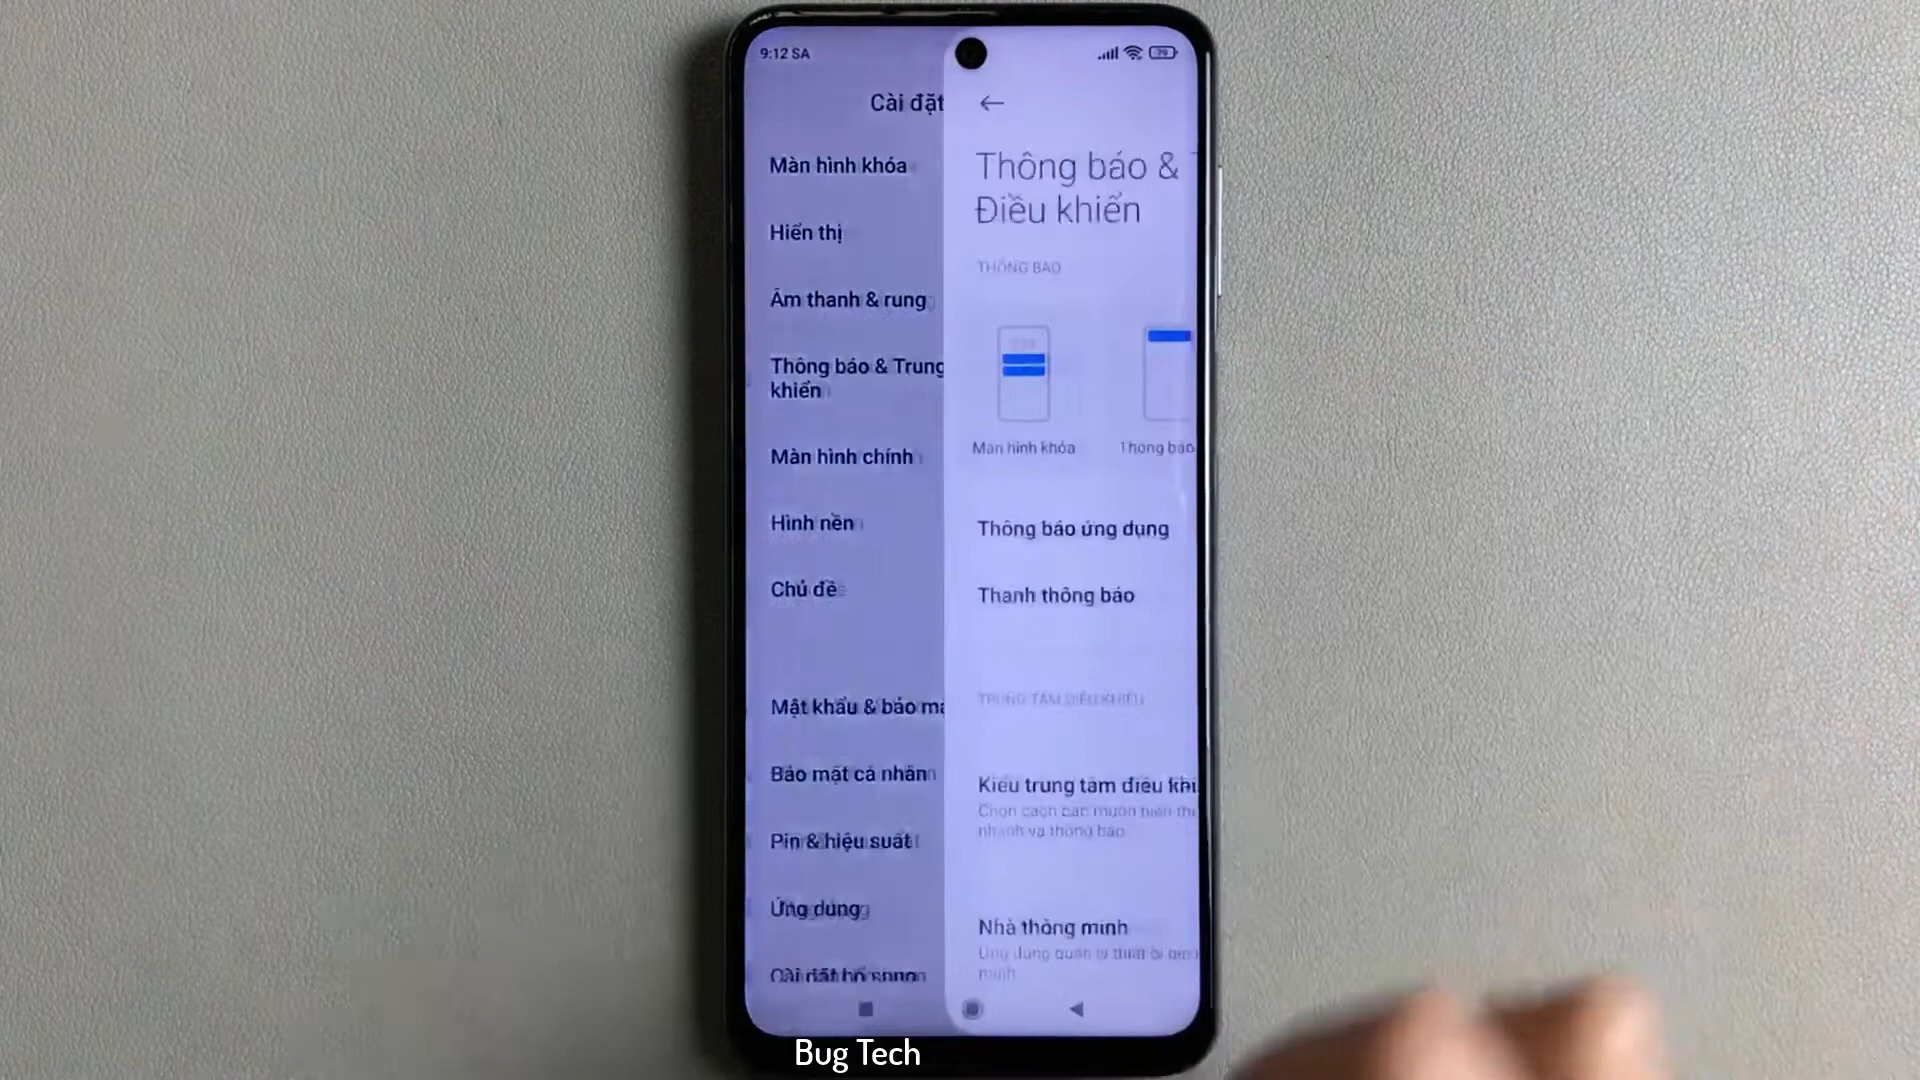 9:12 SA
79
Cài đặt
Màn hình khóa
Hiển thị
Âm thanh & rung
Thông báo & Trung
khiển
Màn hình chính
Hình nền
Chủ đề
Mật khẩu & bảo mậ
Bảo mật cá nhân
Pin & hiệu suất
Ứng dụng
Cài đặt bổ sung
Thông báo & T
Điều khiển
THÔNG BÁO
Màn hình khóa
Thông báo
Thông báo ứng dụng
Thanh thông báo
TRUNG TÂM ĐIỀU KHIỂN
Kiểu trung tâm điều khi
Chọn cách bạn muốn hiển thị
nhanh và thông báo
Nhà thông minh
Ứng dụng quản lý thiết bị
minh
Bug Tech